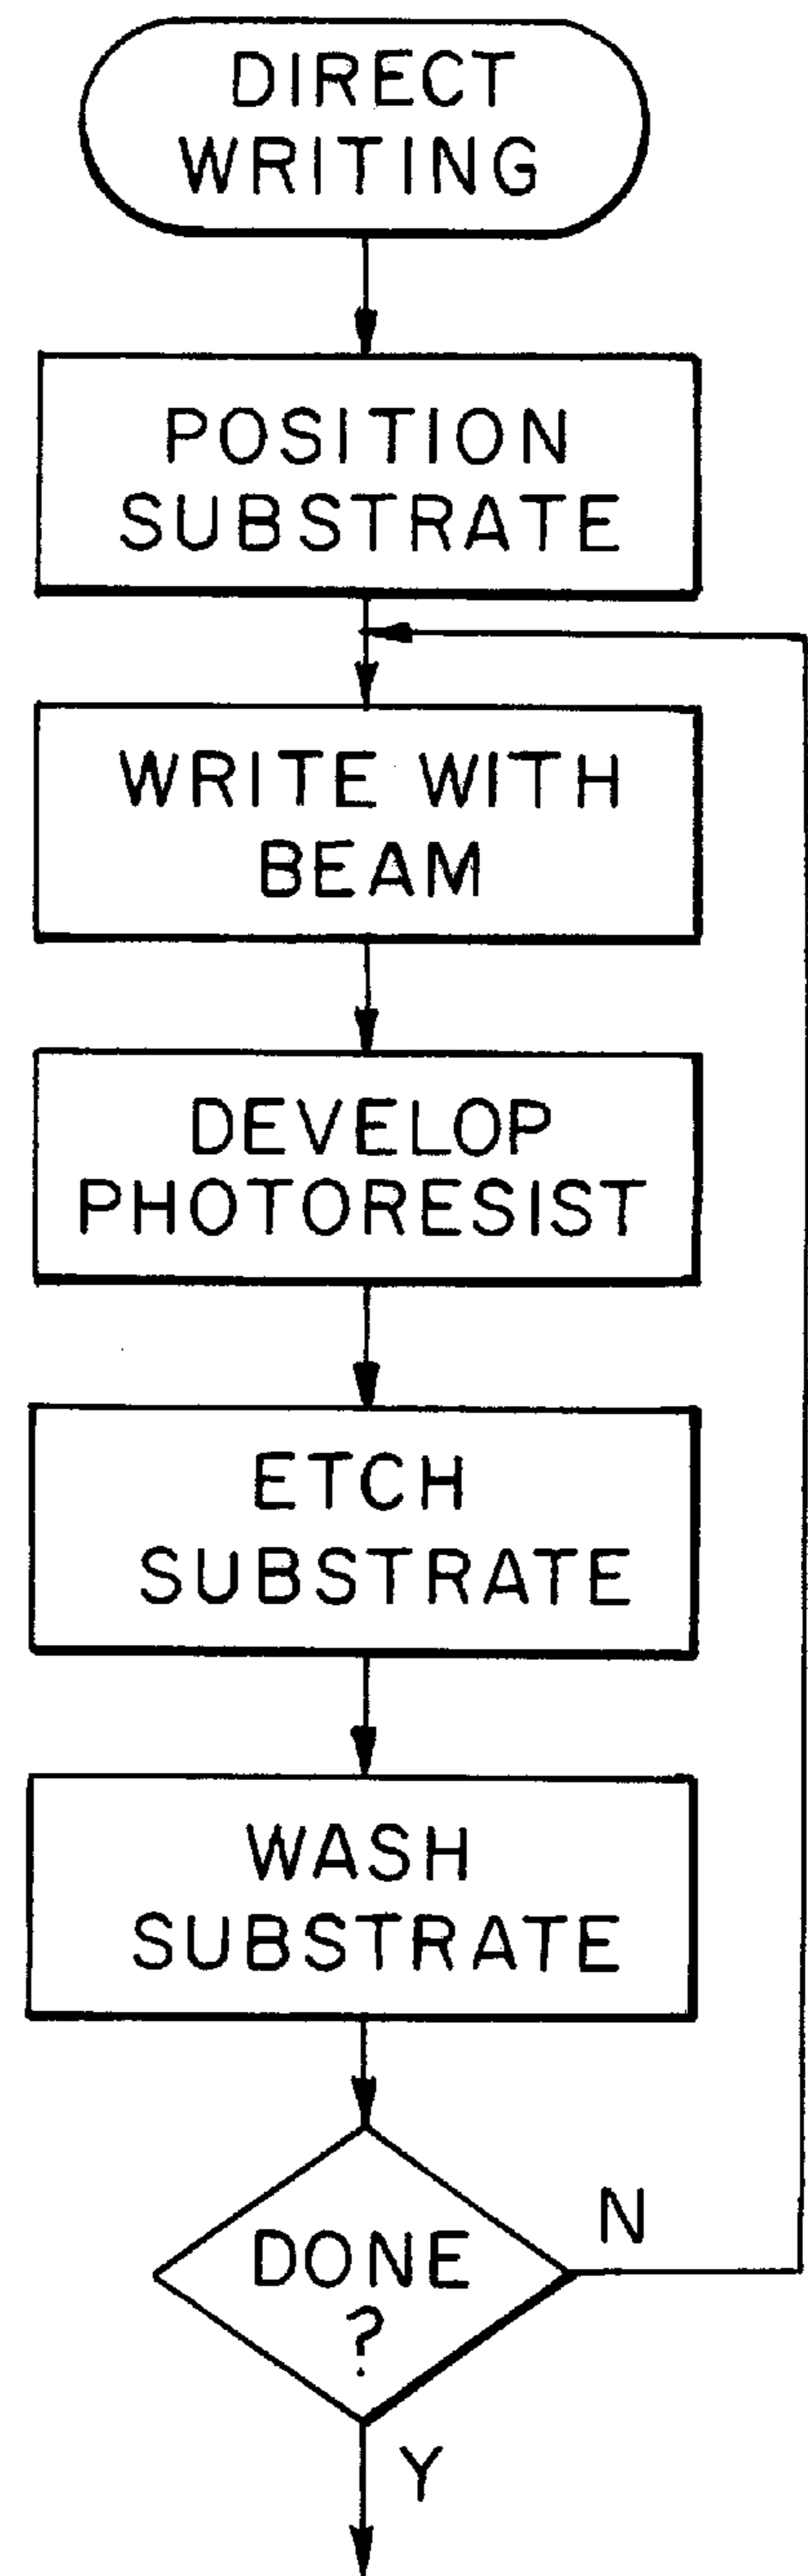 DIRECT
WRITING
POSITION
SUBSTRATE
WRITE WITH
BEAM
DEVELOP
PHOTORESIST
ETCH
SUBSTRATE
WASH
SUBSTRATE
DONE
?
N
Y